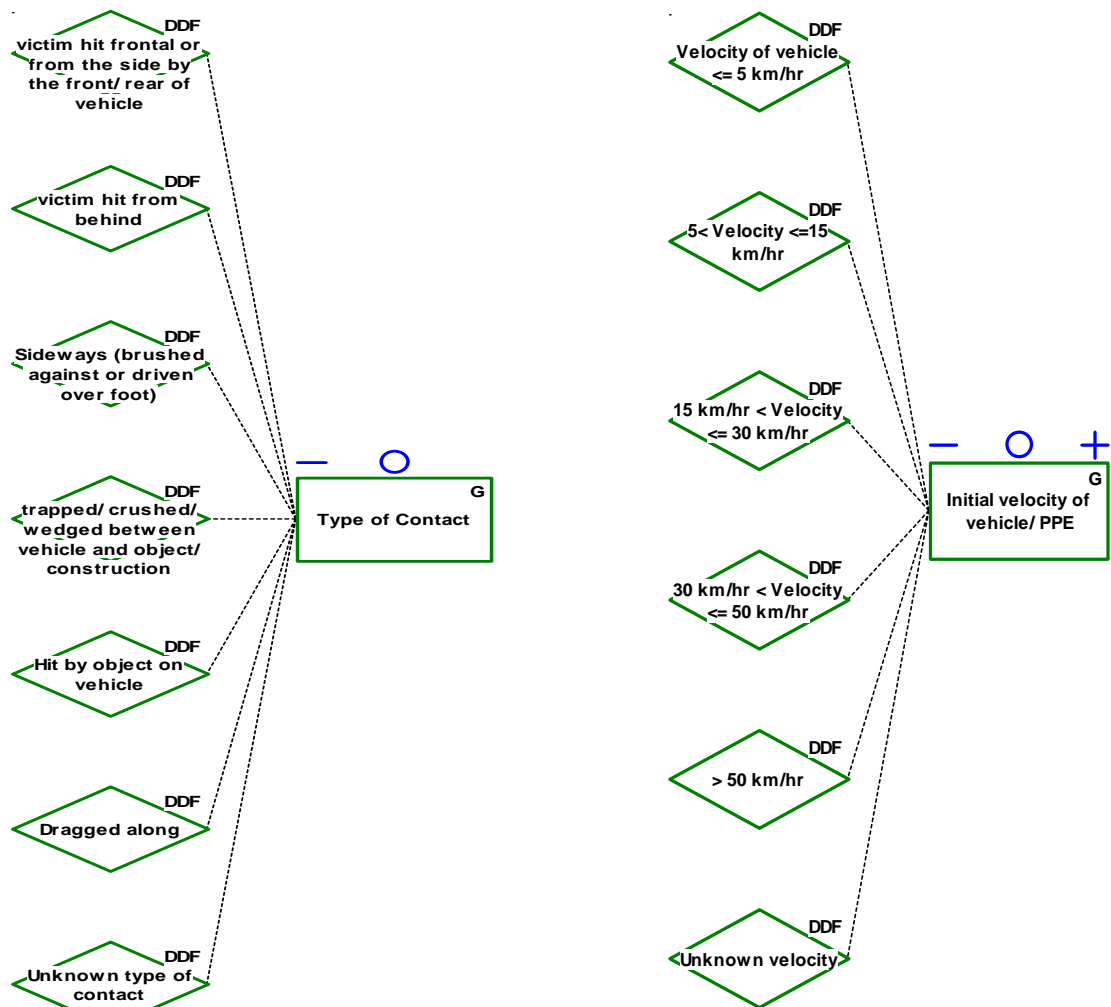 DDF
victim hit frontal or
from the side by
the front/ rear of
vehicle
DDF
victim hit from
behind
DDF
Sideways (brushed
against or driven
over foot)
DDF
trapped/ crushed/
wedged between
vehicle and object/
construction
DDF
Hit by object on
vehicle
DDF
Dragged along
DDF
Unknown type of
contact
G
Type of Contact
DDF
Velocity of vehicle
<= 5 km/hr
DDF
5< Velocity <=15
km/hr
DDF
15 km/hr < Velocity
<= 30 km/hr
DDF
30 km/hr < Velocity
<= 50 km/hr
DDF
> 50 km/hr
DDF
Unknown velocity
G
Initial velocity of
vehicle/ PPE